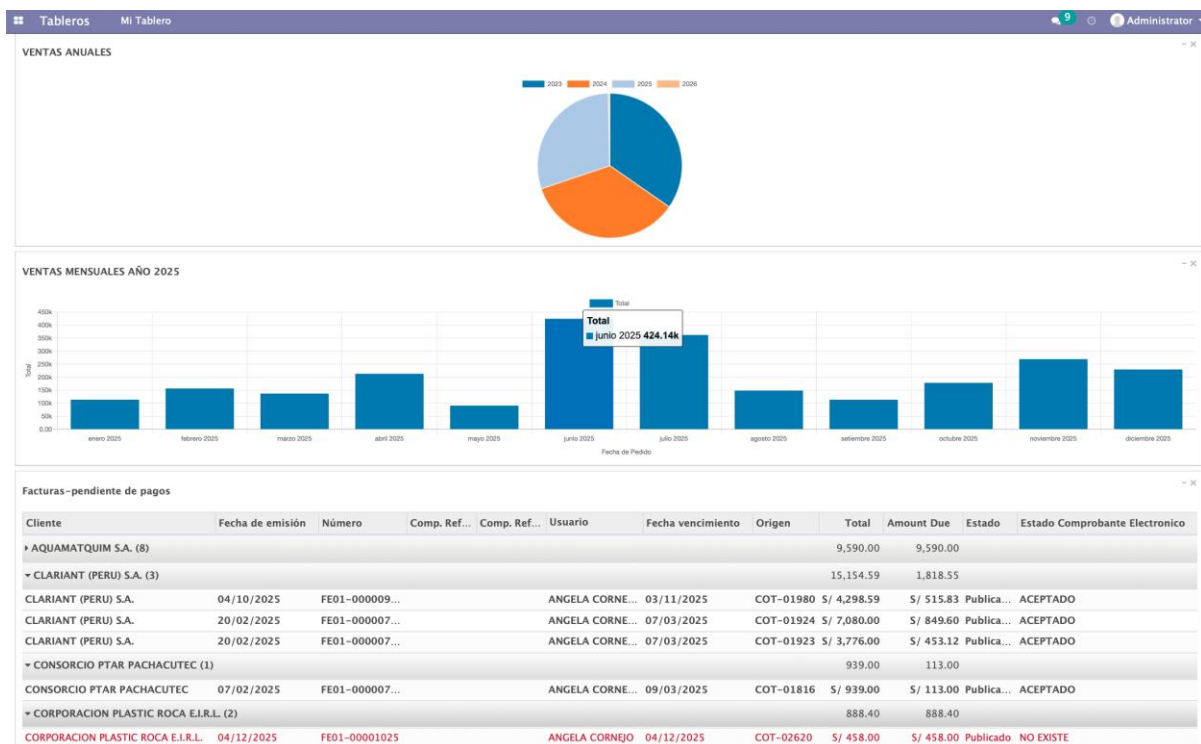 Tableros Mi Tablero 9 Administrator
VENTAS ANUALES
2023 2024 2025 2026
VENTAS MENSUALES AÑO 2025
Total
Total
junio 2025 424.14k
450k
400k
350k
300k
250k
200k
150k
100k
50k
0.00
Total
enero 2025 febrero 2025 marzo 2025 abril 2025 mayo 2025 junio 2025 julio 2025 agosto 2025 setiembre 2025 octubre 2025 noviembre 2025 diciembre 2025
Fecha de Pedido
Facturas-pendiente de pagos
Cliente Fecha de emisión Número Comp. Ref... Comp. Ref... Usuario Fecha vencimiento Origen Total Amount Due Estado Estado Comprobante Electronico
AQUAMATQUIM S.A. (8) 9,590.00 9,590.00
CLARIANT (PERU) S.A. (3) 15,154.59 1,818.55
CLARIANT (PERU) S.A. 04/10/2025 FE01-000009... ANGELA CORNE... 03/11/2025 COT-01980 S/ 4,298.59 S/ 515.83 Publica... ACEPTADO
CLARIANT (PERU) S.A. 20/02/2025 FE01-000007... ANGELA CORNE... 07/03/2025 COT-01924 S/ 7,080.00 S/ 849.60 Publica... ACEPTADO
CLARIANT (PERU) S.A. 20/02/2025 FE01-000007... ANGELA CORNE... 07/03/2025 COT-01923 S/ 3,776.00 S/ 453.12 Publica... ACEPTADO
CONSORCIO PTAR PACHACUTEC (1) 939.00 113.00
CONSORCIO PTAR PACHACUTEC 07/02/2025 FE01-000007... ANGELA CORNE... 09/03/2025 COT-01816 S/ 939.00 S/ 113.00 Publica... ACEPTADO
CORPORACION PLASTIC ROCA E.I.R.L. (2) 888.40 888.40
CORPORACION PLASTIC ROCA E.I.R.L. 04/12/2025 FE01-00001025 ANGELA CORNEJO 04/12/2025 COT-02620 S/ 458.00 S/ 458.00 Publicado NO EXISTE